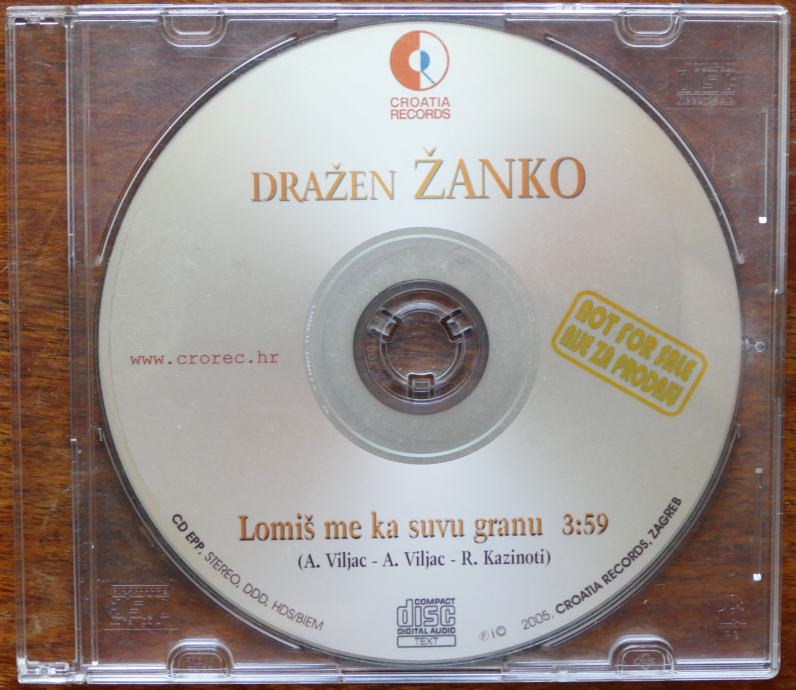 CROATIA
RECORDS
DRAŽEN ŽANKO
www.crorec.hr
NOT FOR SALE
NIJE ZA PRODAJU
Lomiš me ka suvu granu 3:59
(A. Viljac - A. Viljac - R. Kazinoti)
CD EPP, STEREO, DDD, HDS/BIEM
COMPACT
disc
DIGITAL AUDIO
TEXT
℗ i © 2005. CROATIA RECORDS, ZAGREB